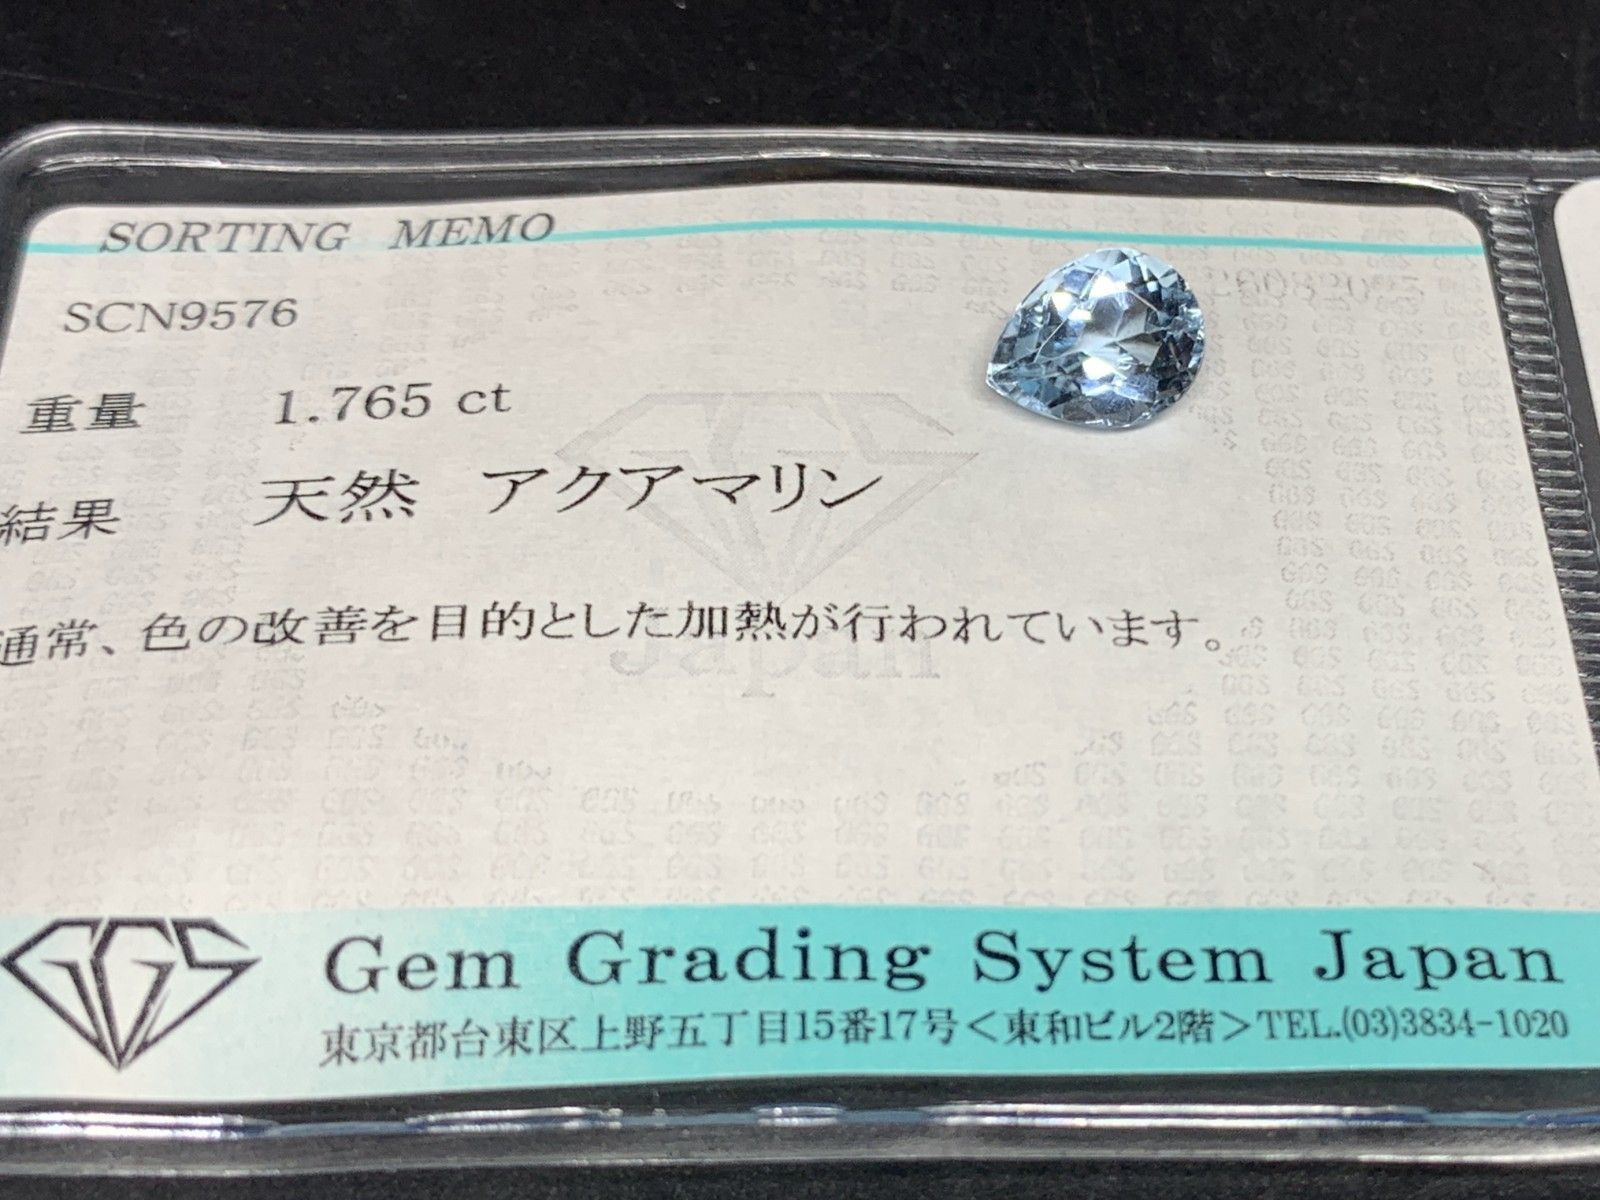 SORTING MEMO
SCN9576
重量 1.765 ct
結果 天然 アクアマリン
通常、色の改善を目的とした加熱が行われています。
Japan
GGS
Gem Grading System Japan
東京都台東区上野五丁目15番17号＜東和ビル2階＞TEL.(03)3834-1020